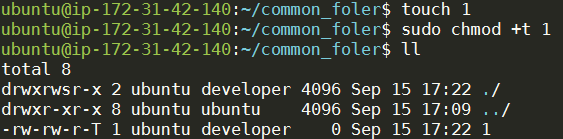 ubuntu@ip-172-31-42-140:~/common_foler$ touch 1
ubuntu@ip-172-31-42-140:~/common_foler$ sudo chmod +t 1
ubuntu@ip-172-31-42-140:~/common_foler$ ll
total 8
drwxrwsr-x 2 ubuntu developer 4096 Sep 15 17:22 ./
drwxr-xr-x 8 ubuntu ubuntu    4096 Sep 15 17:09 ../
-rw-rw-r-T 1 ubuntu developer    0 Sep 15 17:22 1